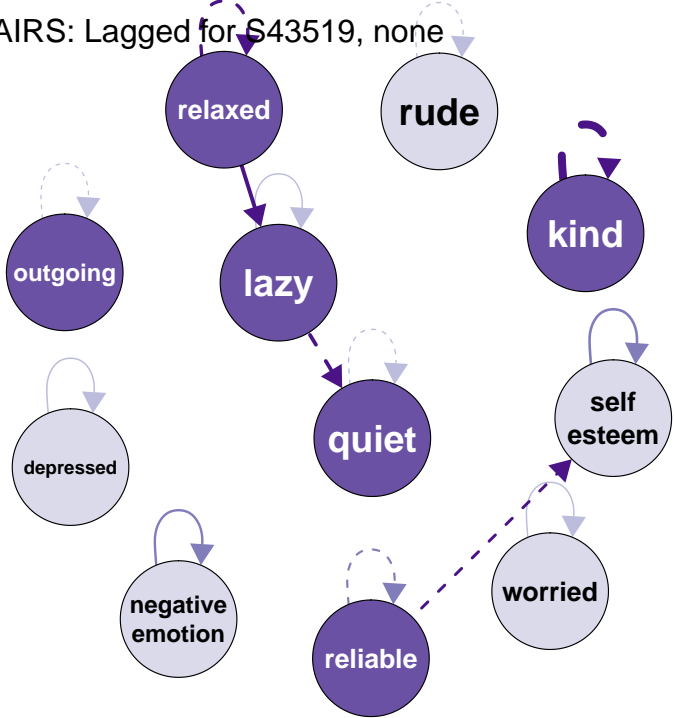 AIRS: Lagged for S43519, none
relaxed
rude
kind
outgoing
lazy
self
esteem
quiet
depressed
negative
emotion
worried
reliable